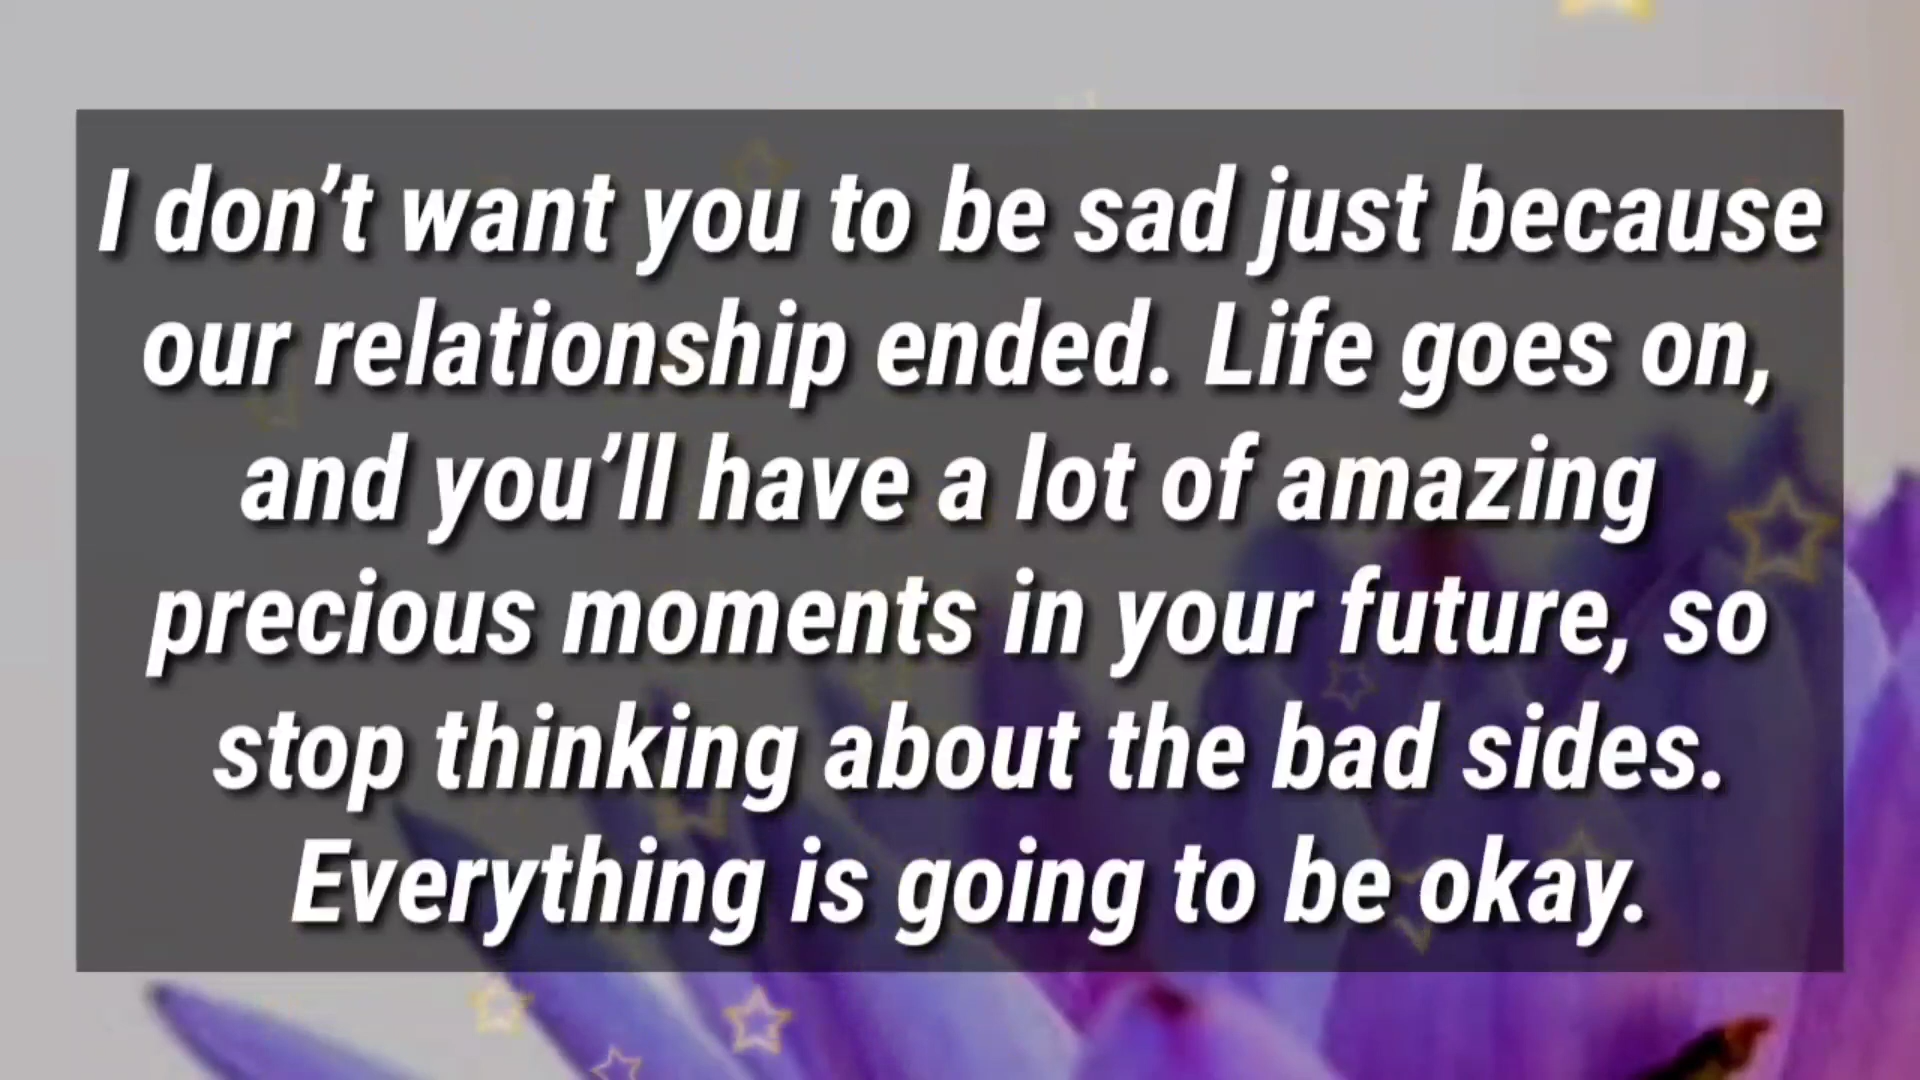 I don’t want you to be sad just because
our relationship ended. Life goes on,
and you’ll have a lot of amazing
precious moments in your future, so
stop thinking about the bad sides.
Everything is going to be okay.